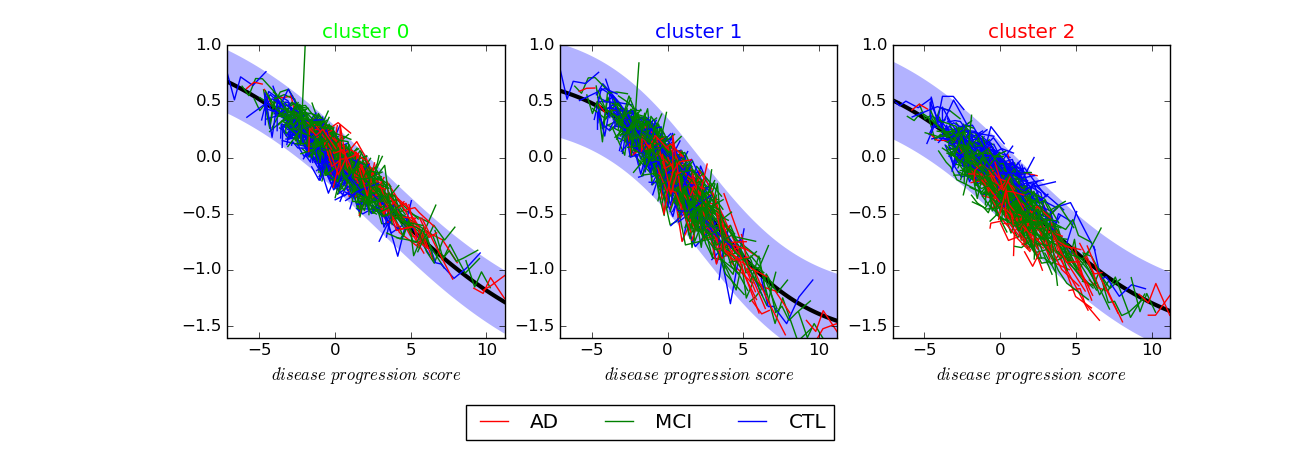 cluster 0 cluster 1 cluster 2
1.0 1.0 1.0
0.5 0.5 0.5
0.0 0.0 0.0
−0.5 −0.5 −0.5
−1.0 −1.0 −1.0
−1.5 −1.5 −1.5
−5 0 5 10 −5 0 5 10 −5 0 5 10
disease progression score disease progression score disease progression score
AD MCI CTL